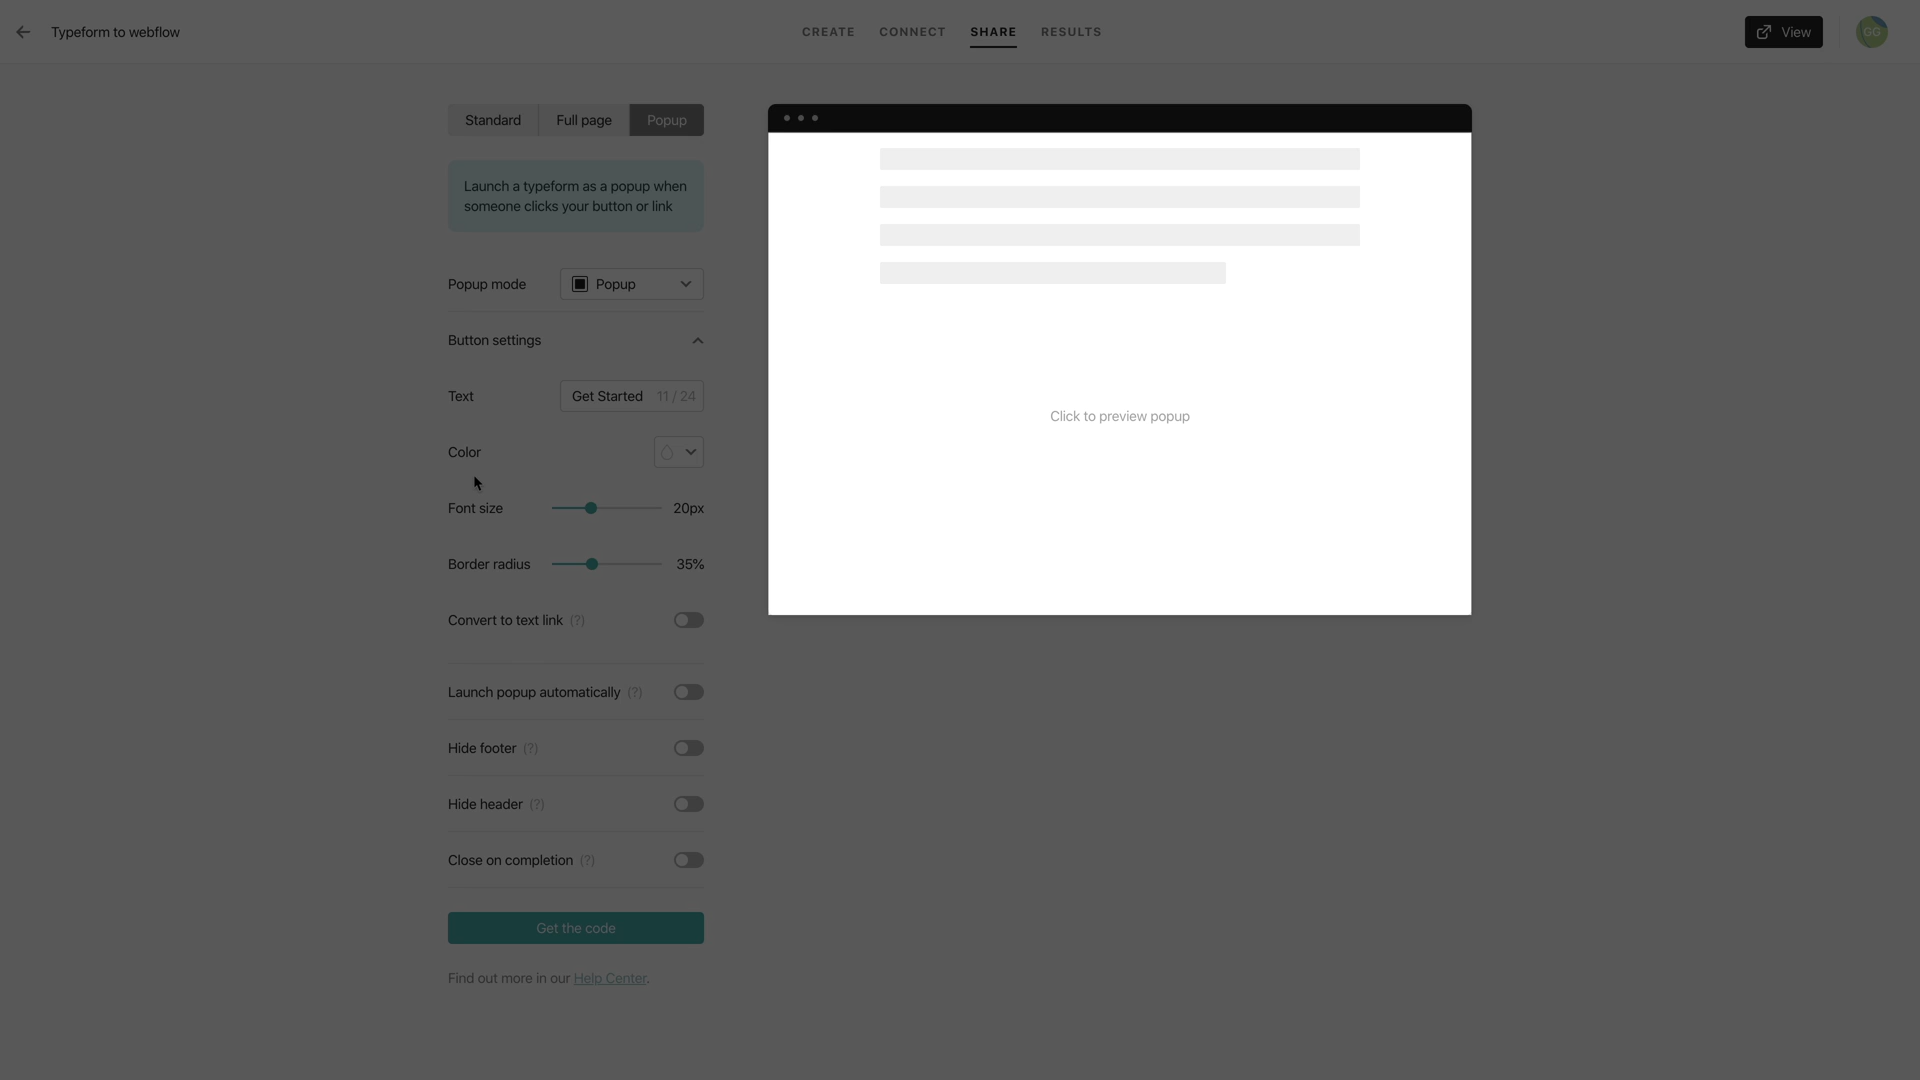 Typeform to webflow
CREATE CONNECT SHARE RESULTS
View
GG
Standard Full page Popup
Launch a typeform as a popup when
someone clicks your button or link
Popup mode Popup
Button settings
Text Get Started 11 / 24
Color
Font size 20px
Border radius 35%
Convert to text link (?)
Launch popup automatically (?)
Hide footer (?)
Hide header (?)
Close on completion (?)
Get the code
Find out more in our Help Center.
Click to preview popup